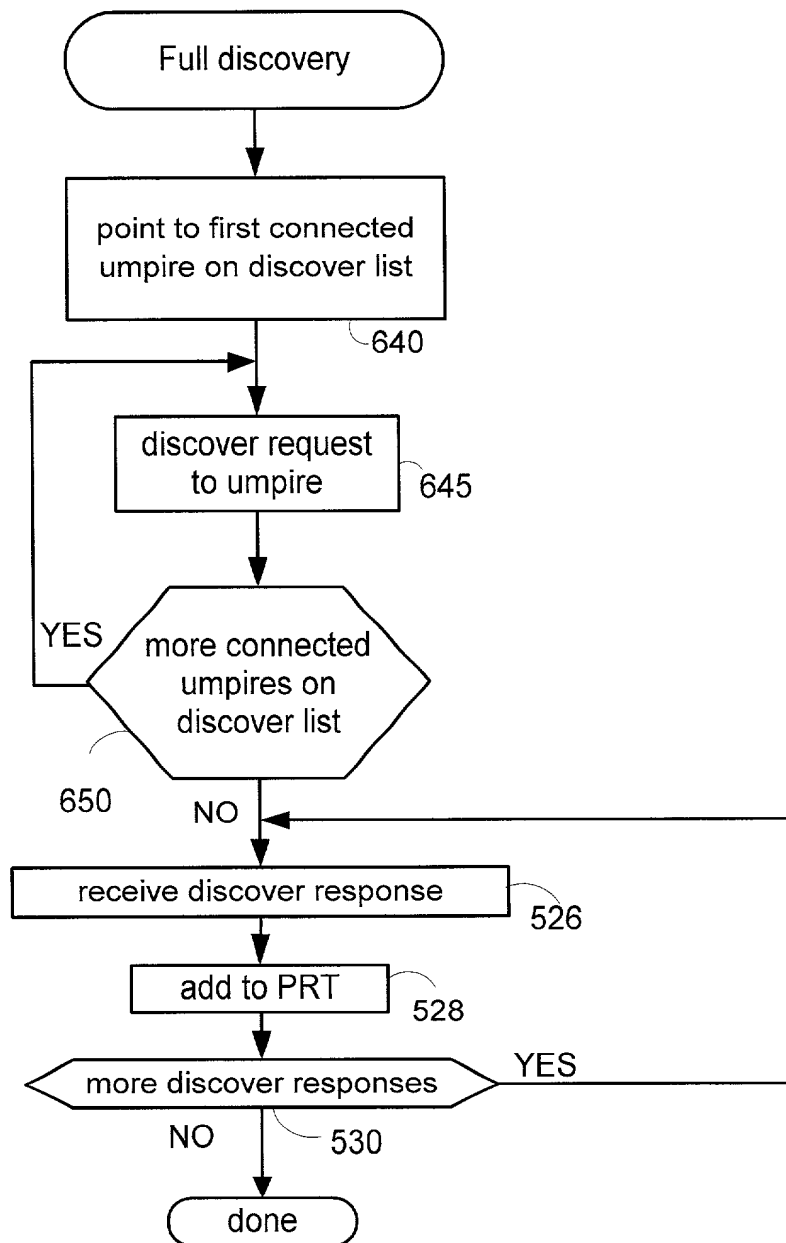 Full discovery
point to first connected
umpire on discover list
640
discover request
to umpire
645
YES
more connected
umpires on
discover list
650
NO
receive discover response
526
add to PRT
528
more discover responses
YES
NO
530
done